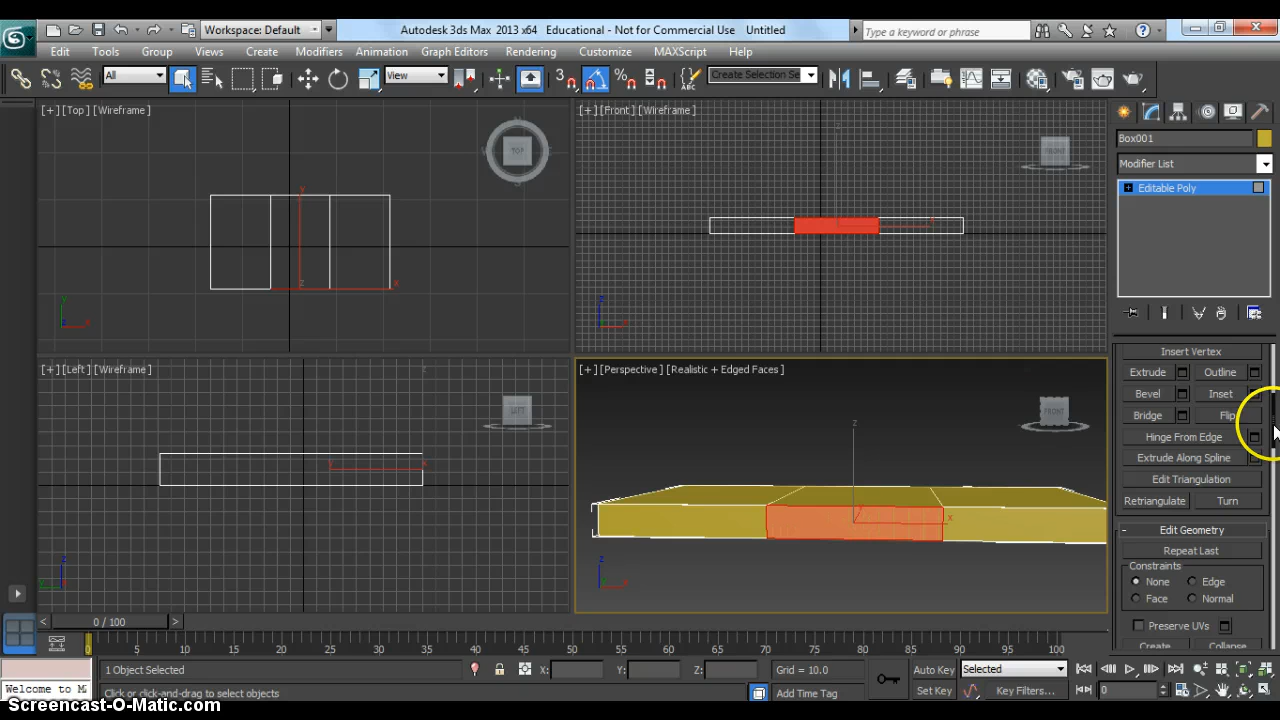 Workspace: Default
Autodesk 3ds Max 2013 x64 Educational - Not for Commercial Use Untitled
Type a keyword or phrase
Edit Tools Group Views Create Modifiers Animation Graph Editors Rendering Customize MAXScript Help
All
View
3
Create Selection Se
ABC
[+] [Top] [Wireframe]
TOP
y
x
z
y
x
z
[+] [Front] [Wireframe]
FRONT
z
x
[+] [Left] [Wireframe]
LEFT
z
y
[+] [Perspective] [Realistic + Edged Faces]
FRONT
z
x
z
x
Box001
Modifier List
Editable Poly
Insert Vertex
Extrude Outline
Bevel Inset
Bridge Flip
Hinge From Edge
Extrude Along Spline
Edit Triangulation
Retriangulate Turn
- Edit Geometry
Repeat Last
Constraints
None Edge
Face Normal
Preserve UVs
Create Collapse
< 0 / 100 >
0 5 10 15 20 25 30 35 40 45 50 55 60 65 70 75 80 85 90 95 100
1 Object Selected
X: Y: Z:
Grid = 10.0
Auto Key Selected
Welcome to M
Click or click-and-drag to select objects
Add Time Tag
Set Key Key Filters...
0
Screencast-O-Matic.com